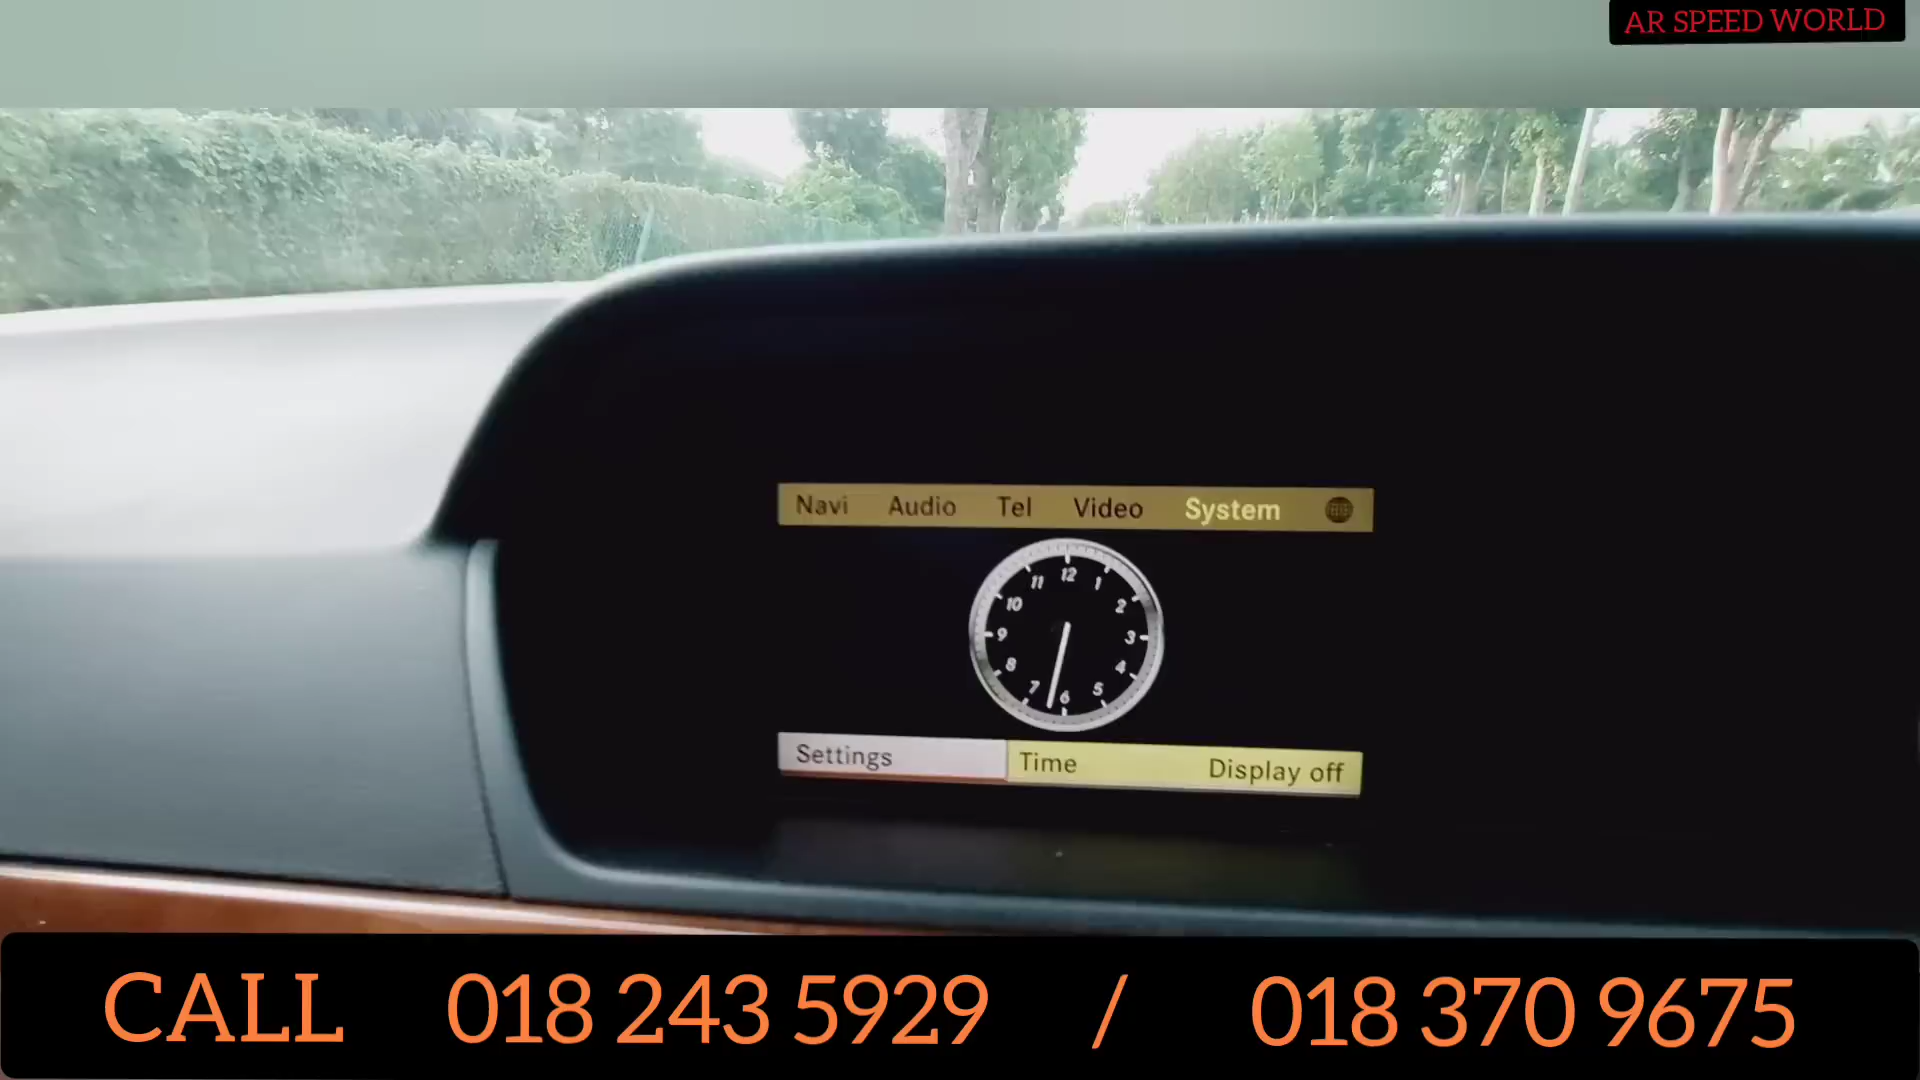 AR SPEED WORLD
Navi Audio Tel Video System
12
11 1
10 2
9 3
8 4
7 5
6
Settings Time Display off
CALL 018 243 5929 / 018 370 9675